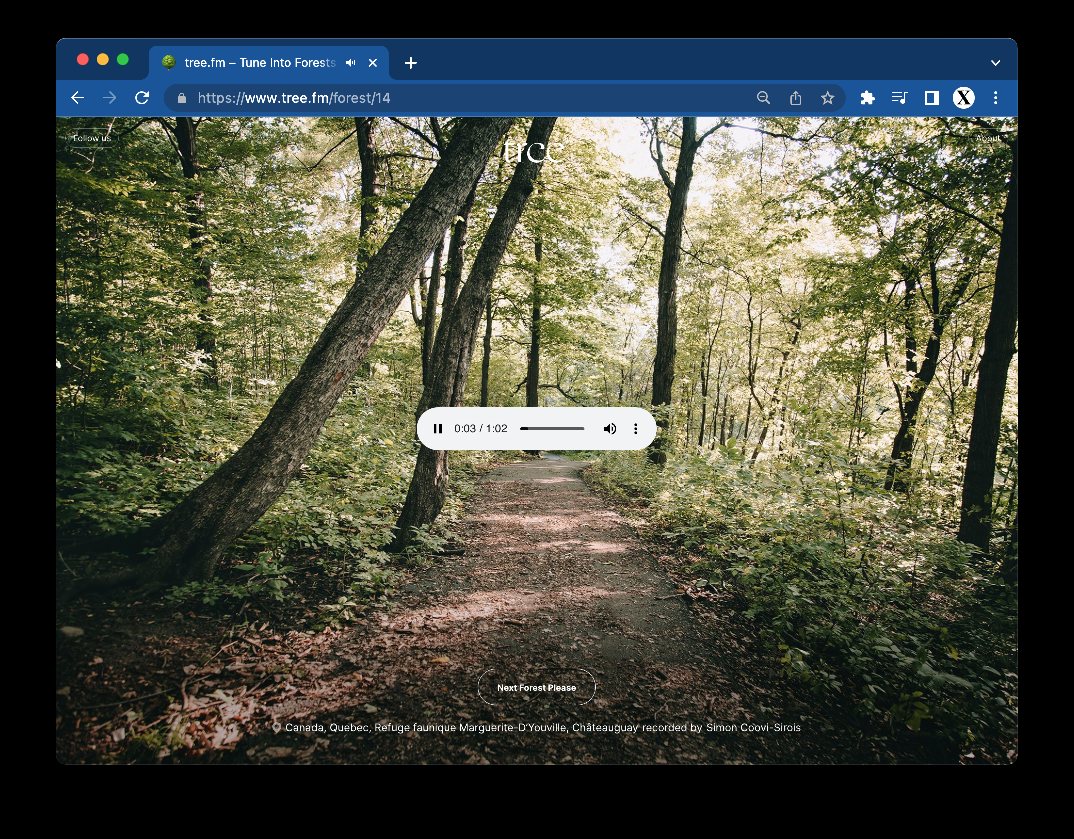 tree.fm – Tune Into Forests
https://www.tree.fm/forest/14
X
Follow us
tree
About
0:03 / 1:02
Next Forest Please
Canada, Quebec, Refuge faunique Marguerite-D'Youville, Châteauguay recorded by Simon Coovi-Sirois